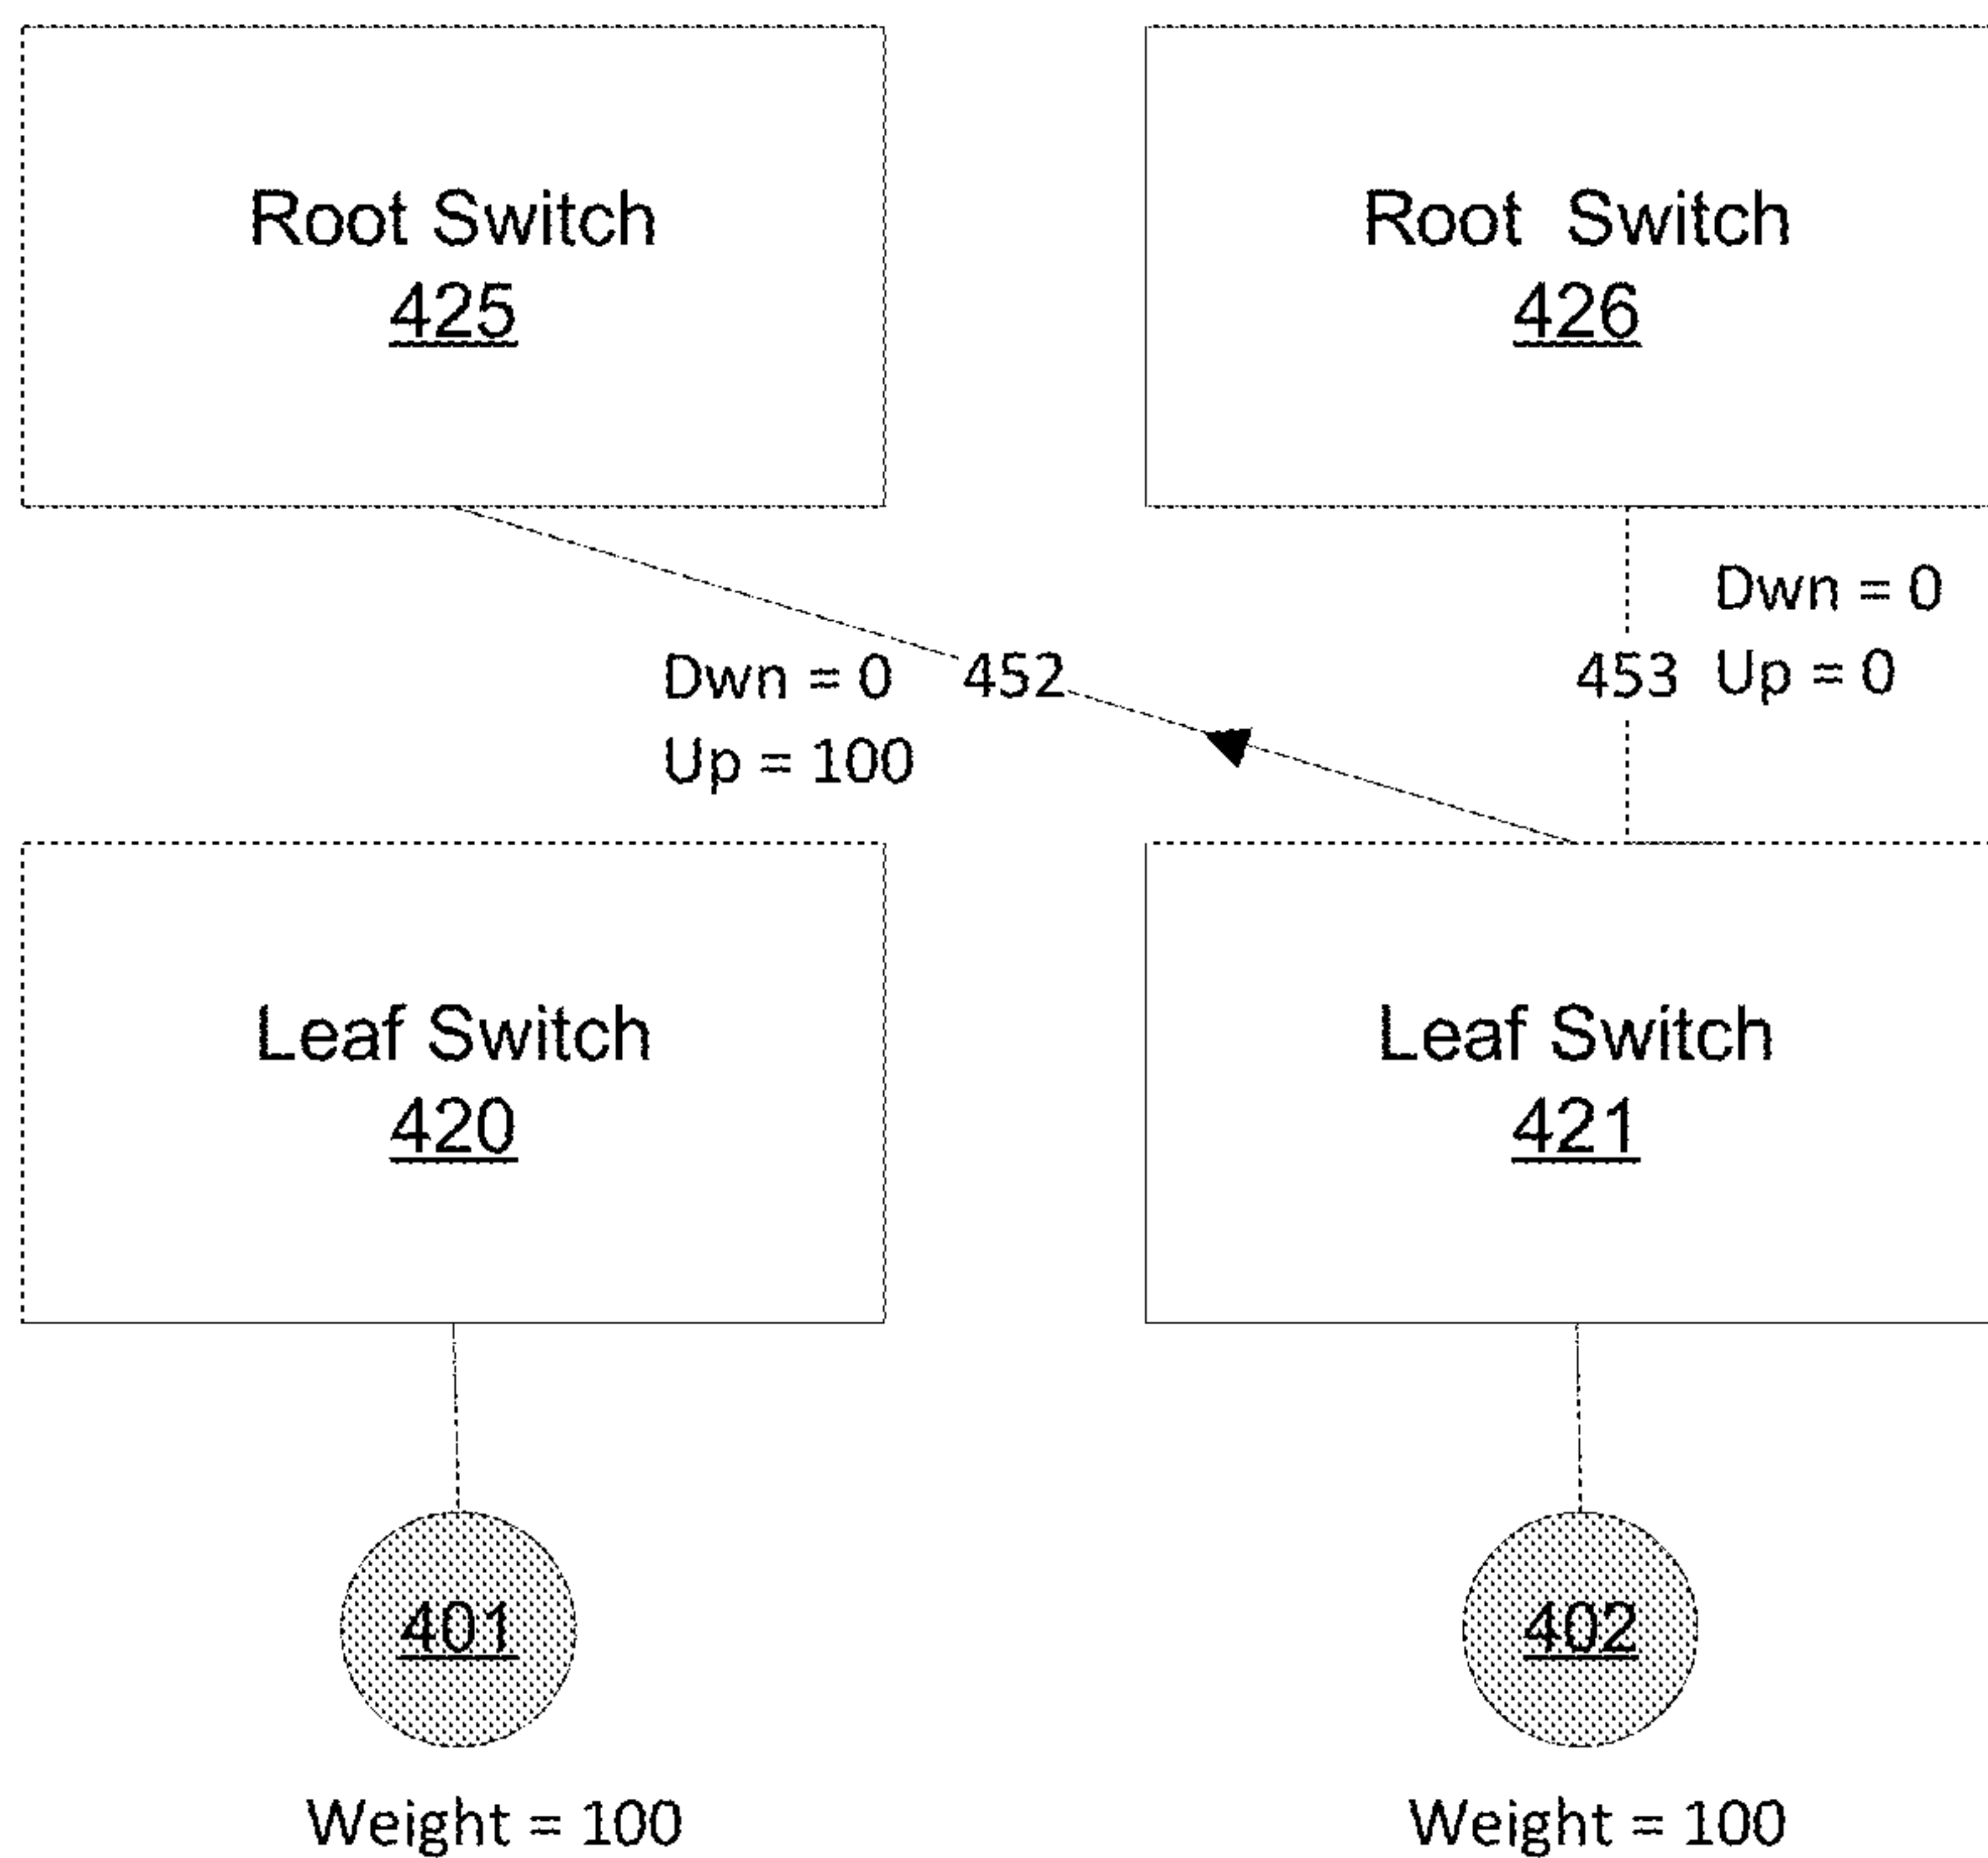 Root Switch
425
Root Switch
426
Dwn = 0
Up = 100
452
453
Dwn = 0
Up = 0
Leaf Switch
420
Leaf Switch
421
401
402
Weight = 100
Weight = 100